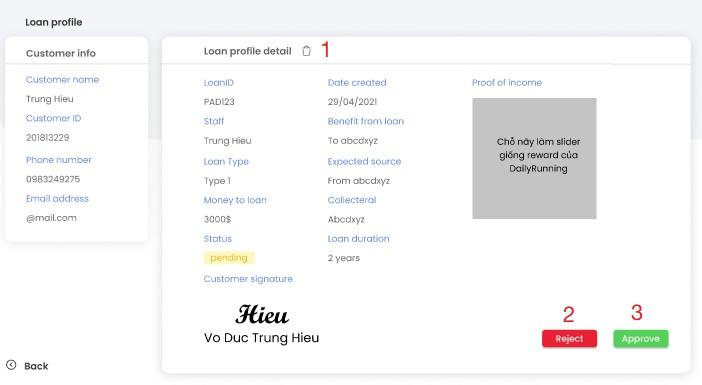 Loan profile
Customer info
Customer name
Trung Hieu
Customer ID
201813229
Phone number
0983249275
Email address
@mail.com
Loan profile detail 1
LoanID
PAD123
Staff
Trung Hieu
Loan Type
Type 1
Money to loan
3000$
Status
pending
Date created
29/04/2021
Benefit from loan
To abcdxyz
Expected source
From abcdxyz
Collecteral
Abcdxyz
Loan duration
2 years
Proof of income
Chỗ nãy làm slider
giống reward của
DailyRunning
Customer signature
Hieu
Vo Duc Trung Hieu
2
Reject
3
Approve
Back